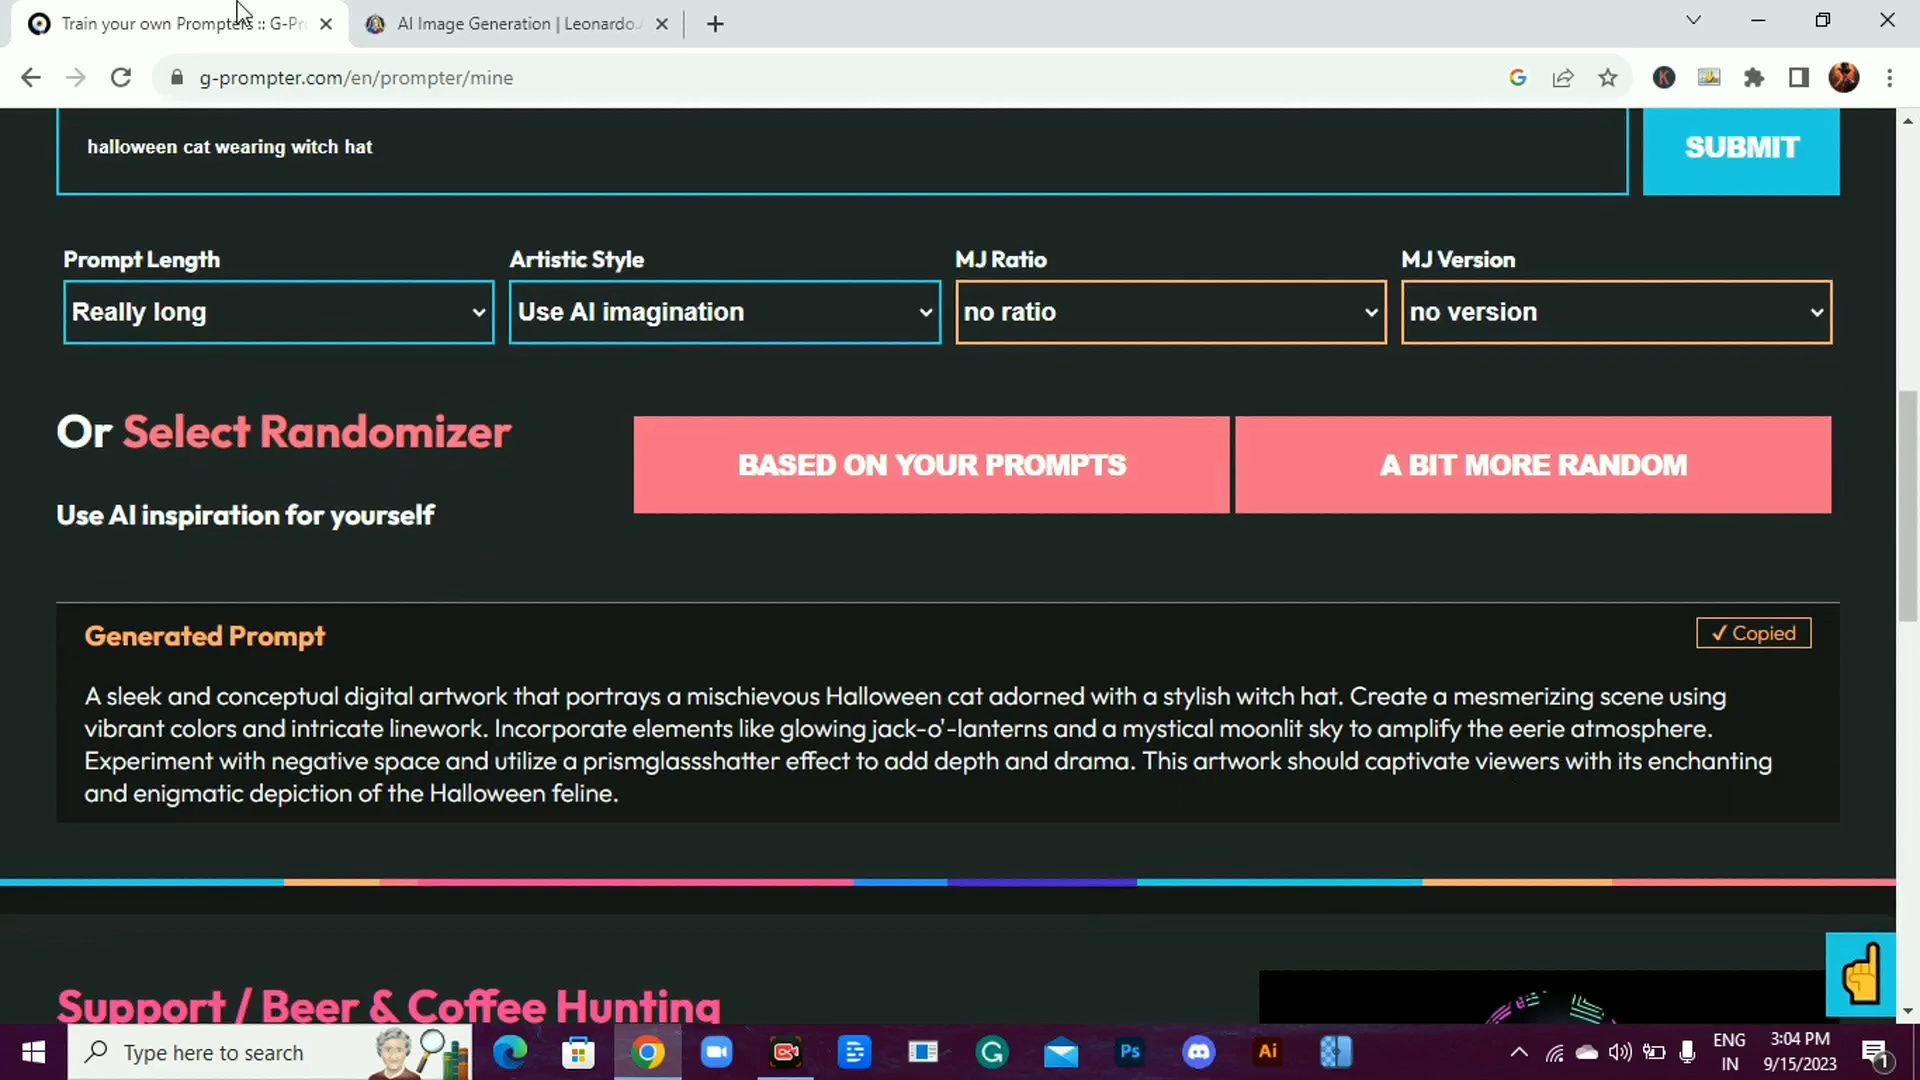 Train your own Prompters :: G-Pr
AI Image Generation | Leonardo.
g-prompter.com/en/prompter/mine
halloween cat wearing witch hat
SUBMIT
Prompt Length
Artistic Style
MJ Ratio
MJ Version
Really long
Use AI imagination
no ratio
no version
Or Select Randomizer
BASED ON YOUR PROMPTS
A BIT MORE RANDOM
Use AI inspiration for yourself
Generated Prompt
✓ Copied
A sleek and conceptual digital artwork that portrays a mischievous Halloween cat adorned with a stylish witch hat. Create a mesmerizing scene using
vibrant colors and intricate linework. Incorporate elements like glowing jack-o'-lanterns and a mystical moonlit sky to amplify the eerie atmosphere.
Experiment with negative space and utilize a prismglassshatter effect to add depth and drama. This artwork should captivate viewers with its enchanting
and enigmatic depiction of the Halloween feline.
Support / Beer & Coffee Hunting
Type here to search
Ps
Ai
ENG
IN
3:04 PM
9/15/2023
1